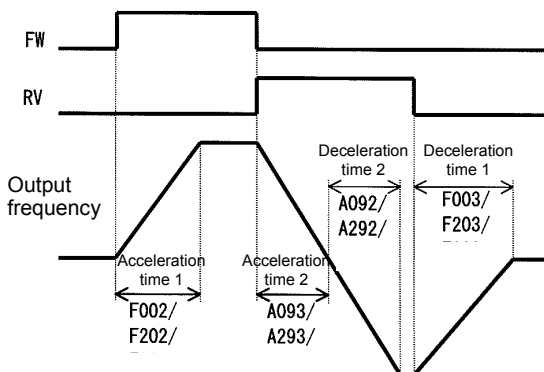 FW
RV
Output
frequency
Deceleration
time 2
A092/
A292/
Deceleration
time 1
F003/
F203/
Acceleration
time 1
F002/
F202/
Acceleration
time 2
A093/
A293/